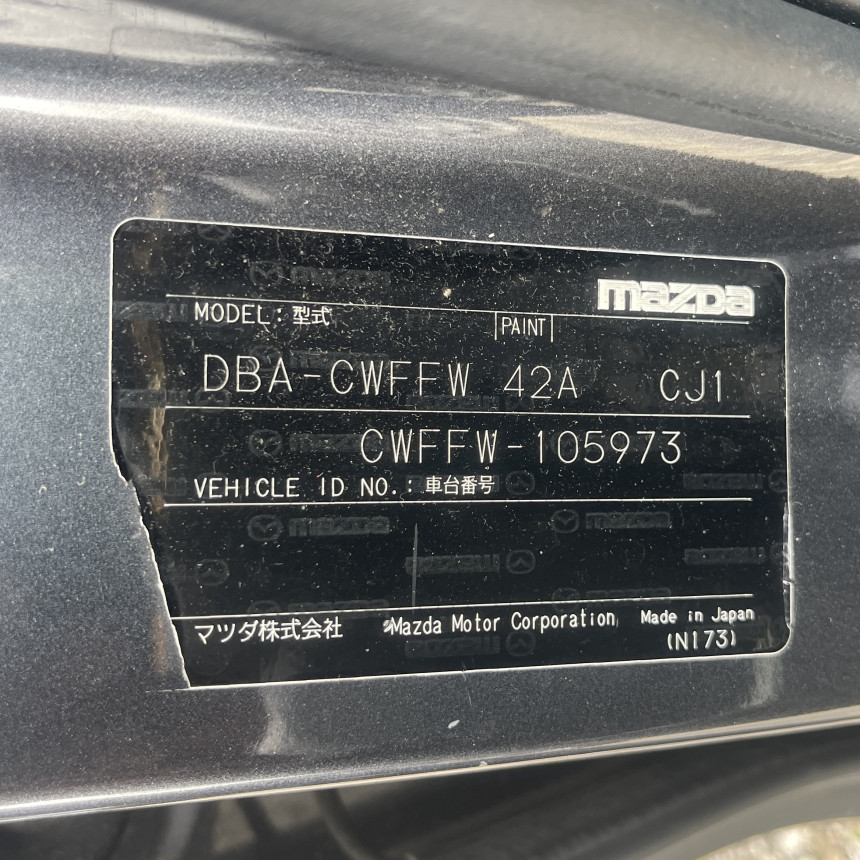 mazda
MODEL: 型式
PAINT
DBA-CWFFW 42A CJ1
CWFFW-105973
VEHICLE ID NO.: 車台番号
マツダ株式会社 Mazda Motor Corporation Made in Japan
(N173)